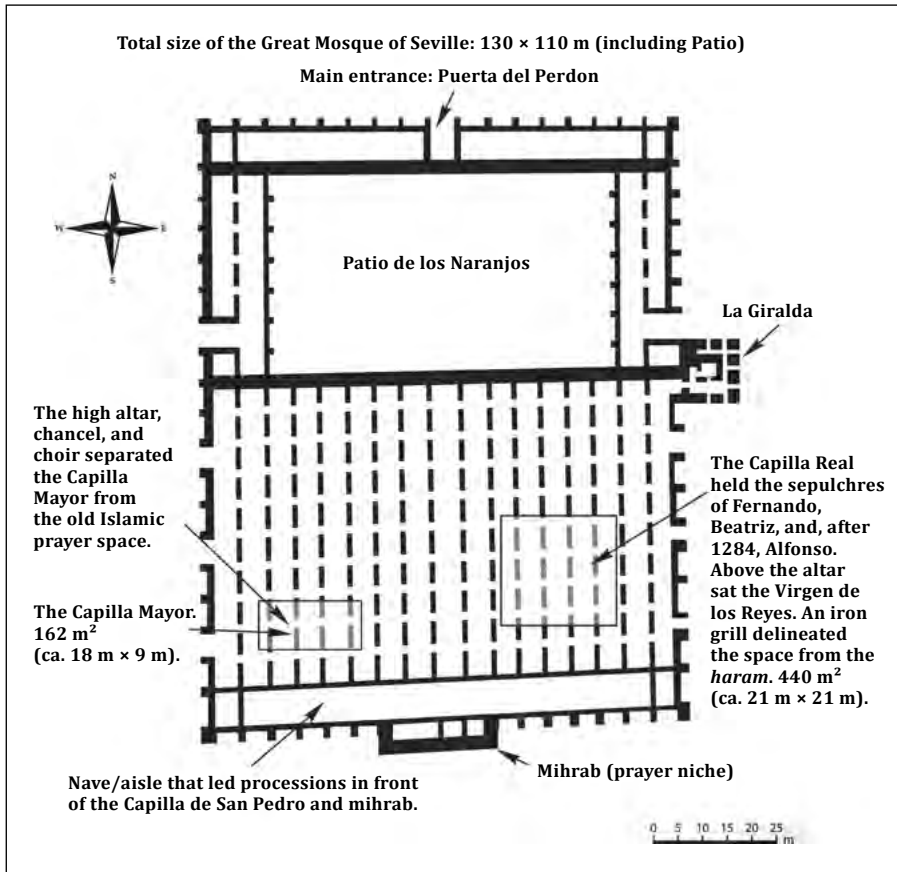 Total size of the Great Mosque of Seville: 130 × 110 m (including Patio)
Main entrance: Puerta del Perdon
N
W
E
S
Patio de los Naranjos
La Giralda
The high altar,
chancel, and
choir separated
the Capilla
Mayor from
the old Islamic
prayer space.
The Capilla Mayor.
162 m²
(ca. 18 m × 9 m).
The Capilla Real
held the sepulchres
of Fernando,
Beatriz, and, after
1284, Alfonso.
Above the altar
sat the Virgen de
los Reyes. An iron
grill delineated
the space from the
haram. 440 m²
(ca. 21 m × 21 m).
Mihrab (prayer niche)
Nave/aisle that led processions in front
of the Capilla de San Pedro and mihrab.
0 5 10 15 20 25
m